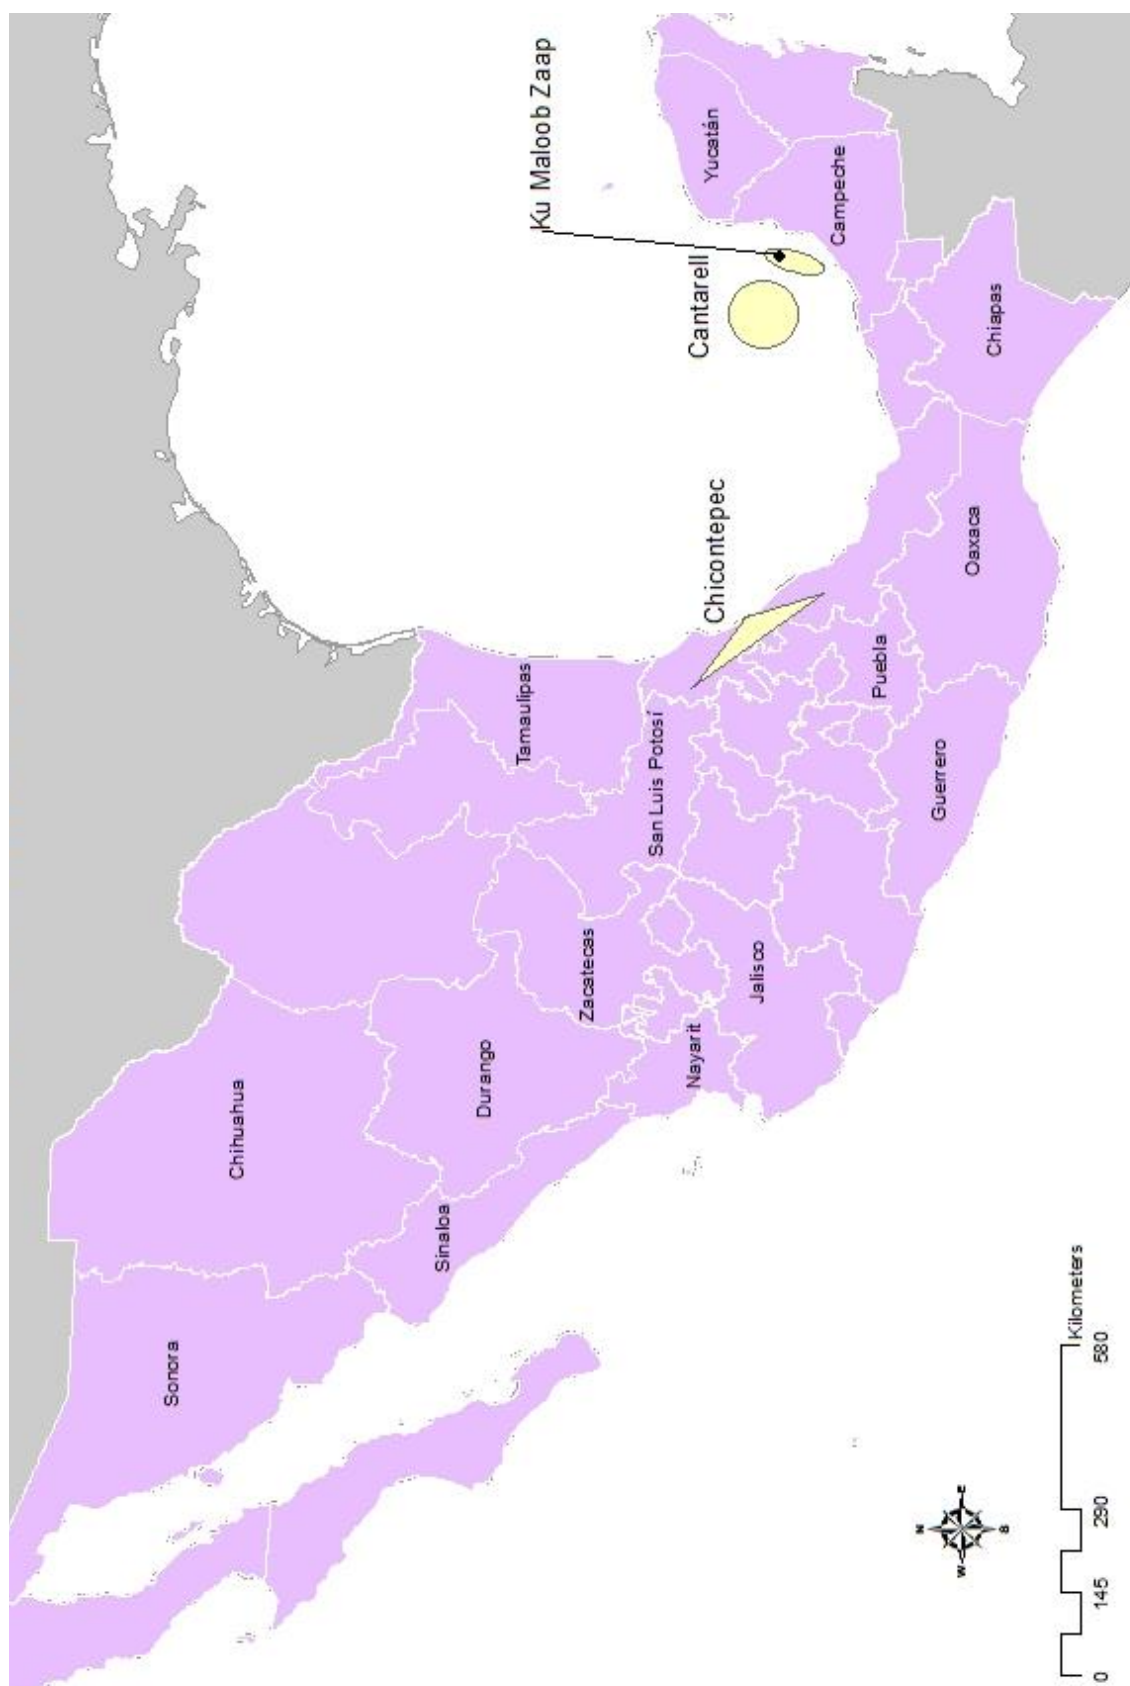 Sonora
Chihuahua
Sinaloa
Durango
Tamaulipas
Ku Maloob Zaap
Zacatecas
San Luis Potosí
Nayarit
Cantarell
Yucatán
Chicontepec
Jalisco
Campeche
Puebla
Guerrero
Oaxaca
Chiapas
N
W E
S
Kilometers
0 145 290 580